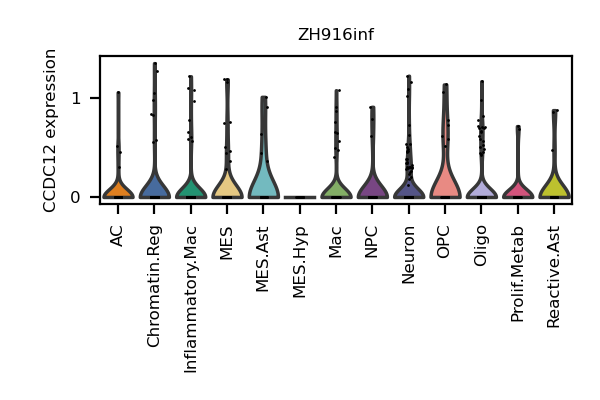 ZH916inf
CCDC12 expression
1
0
AC
Chromatin.Reg
Inflammatory.Mac
MES
MES.Ast
MES.Hyp
Mac
NPC
Neuron
OPC
Oligo
Prolif.Metab
Reactive.Ast